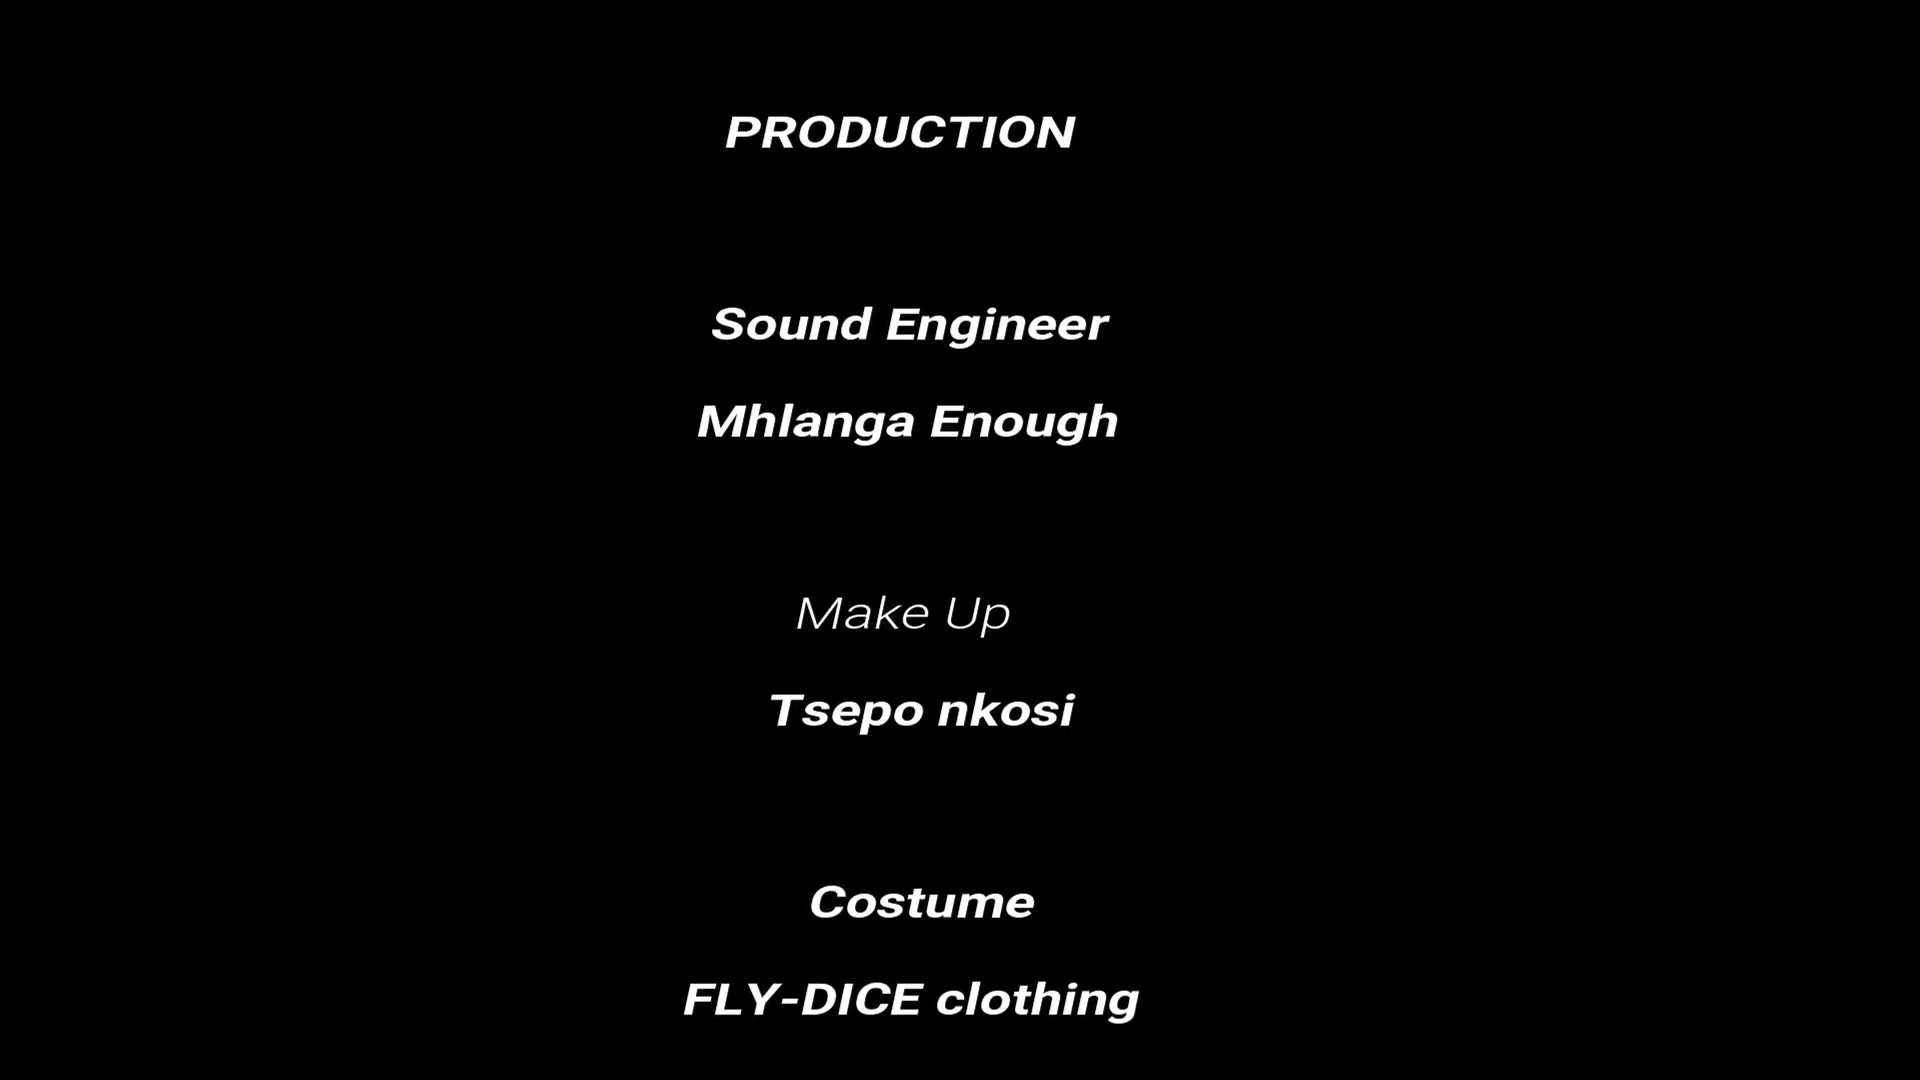 PRODUCTION
Sound Engineer
Mhlanga Enough
Make Up
Tsepo nkosi
Costume
FLY-DICE clothing